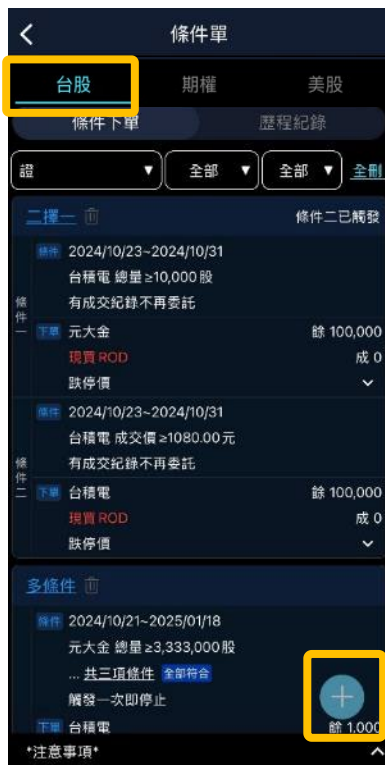 條件單
台股 期權 美股
條件下單 歷程紀錄
證 ▼ 全部 ▼ 全部 ▼ 全刪
二擇一 條件二已觸發
條件一
條件 2024/10/23~2024/10/31
台積電 總量≥10,000股
有成交紀錄不再委託
下單 元大金 餘 100,000
現買 ROD 成 0
跌停價
條件二
條件 2024/10/23~2024/10/31
台積電 成交價≥1080.00元
有成交紀錄不再委託
下單 台積電 餘 100,000
現買 ROD 成 0
跌停價
多條件
條件 2024/10/21~2025/01/18
元大金 總量≥3,333,000股
... 共三項條件 全部符合
觸發一次即停止
下單 台積電 餘 1,000
*注意事項*